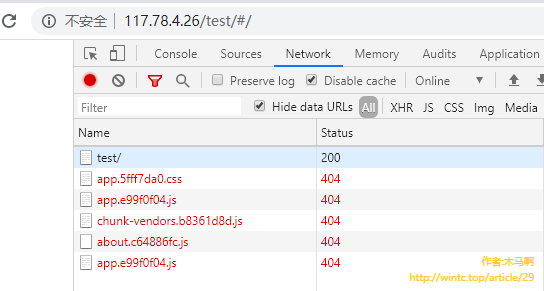 不安全 | 117.78.4.26/test/#/
Console Sources Network Memory Audits Application
Preserve log Disable cache Online
Filter Hide data URLs All XHR JS CSS Img Media
Name Status
test/ 200
app.5fff7da0.css 404
app.e99f0f04.js 404
chunk-vendors.b8361d8d.js 404
about.c64886fc.js 404
app.e99f0f04.js 404
作者:木马啊
http://wintc.top/article/29